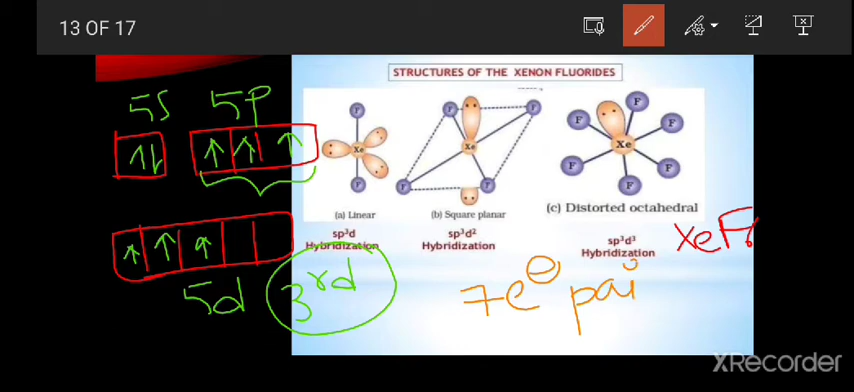 13 OF 17
STRUCTURES OF THE XENON FLUORIDES
5s 5p
F Xe F
F F Xe F F
F F F Xe F F F
(a) Linear (b) Square planar (c) Distorted octahedral
sp³d Hybridization
sp³d² Hybridization
sp³d³ Hybridization
5d 3rd
7e⊖ pai
XRecorder